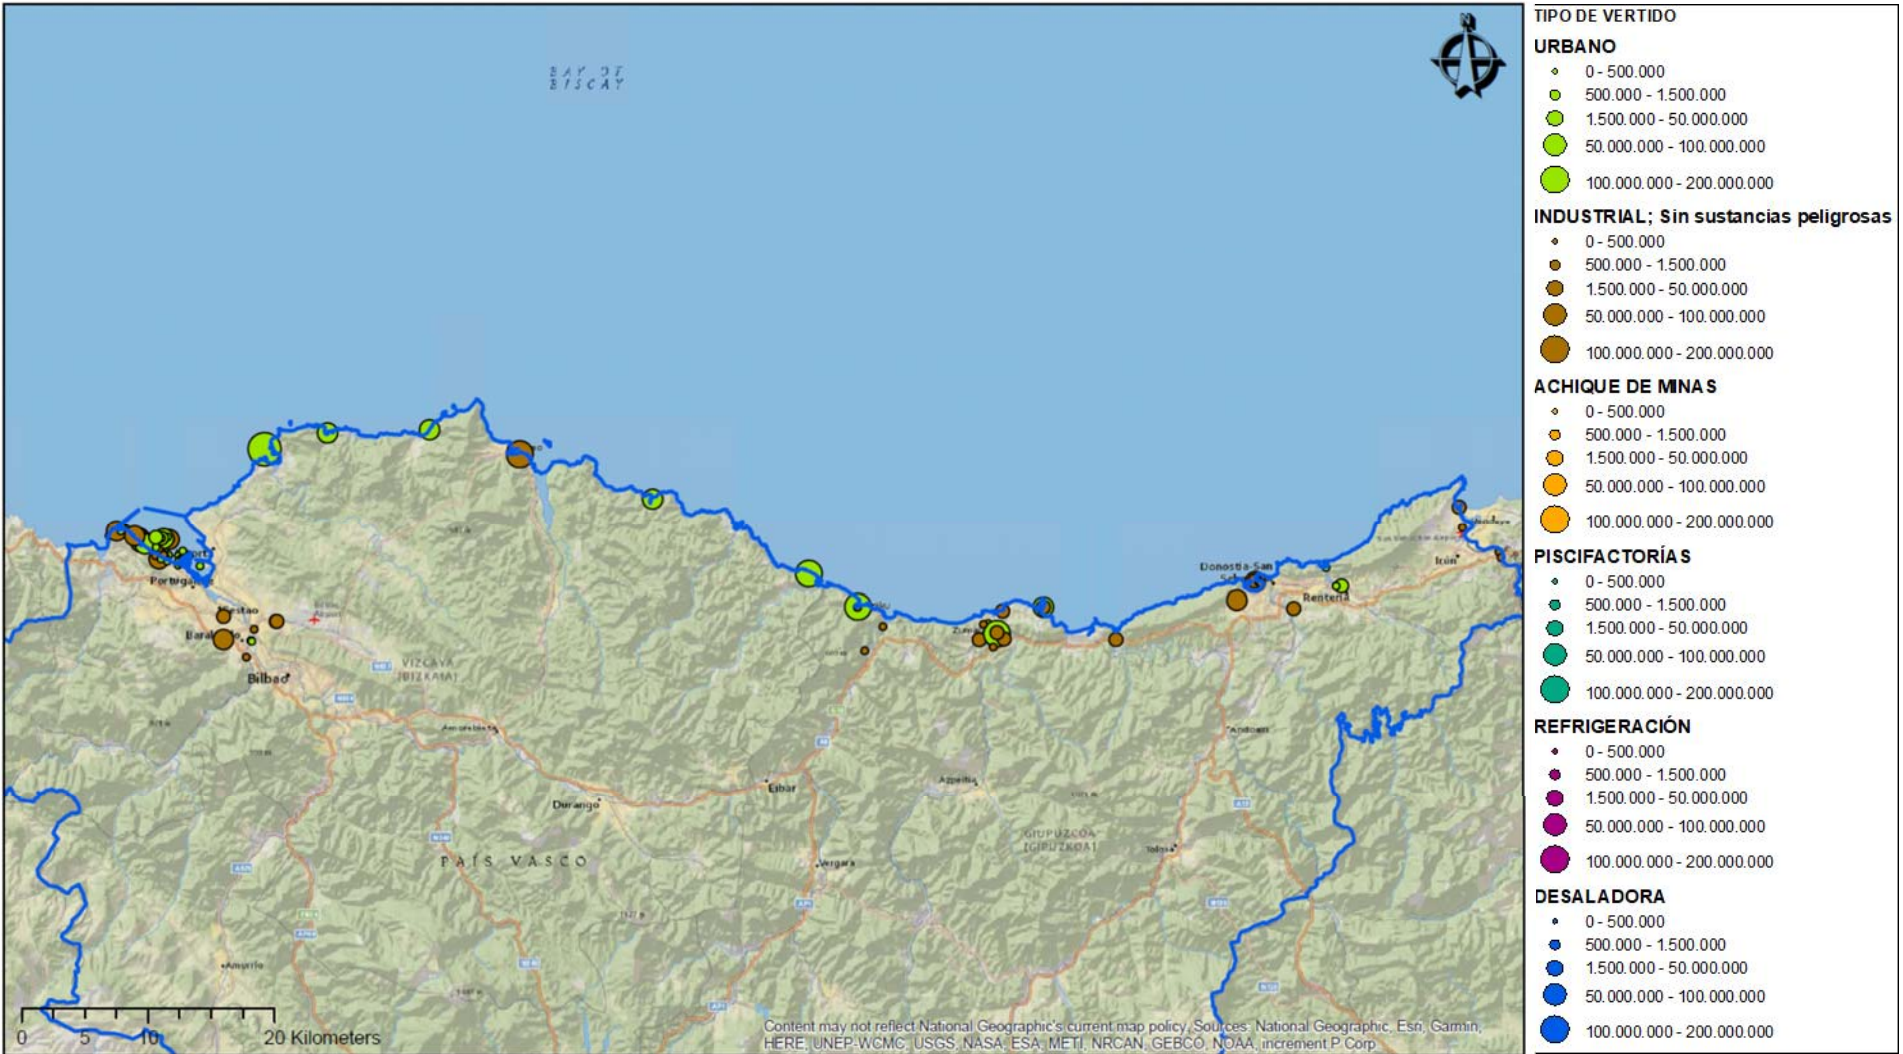 N
BAY OF
BISCAY
Portugalete
Sestao
Bilbao
VIZCAYA
(BIZKAIA)
Amorebieta
Durango
Eibar
Azpeitia
Vergara
PAÍS VASCO
Amurrio
Donostia-San
Renteria
Irún
Andoain
GIUPUZCOA
(GIPUZKOA)
Tolosa
0 5 10 20 Kilometers
Content may not reflect National Geographic's current map policy. Sources: National Geographic, Esri, Garmin,
HERE, UNEP-WCMC, USGS, NASA, ESA, METI, NRCAN, GEBCO, NOAA, increment P Corp.
TIPO DE VERTIDO
URBANO
0 - 500.000
500.000 - 1.500.000
1.500.000 - 50.000.000
50.000.000 - 100.000.000
100.000.000 - 200.000.000
INDUSTRIAL; Sin sustancias peligrosas
0 - 500.000
500.000 - 1.500.000
1.500.000 - 50.000.000
50.000.000 - 100.000.000
100.000.000 - 200.000.000
ACHIQUE DE MINAS
0 - 500.000
500.000 - 1.500.000
1.500.000 - 50.000.000
50.000.000 - 100.000.000
100.000.000 - 200.000.000
PISCIFACTORÍAS
0 - 500.000
500.000 - 1.500.000
1.500.000 - 50.000.000
50.000.000 - 100.000.000
100.000.000 - 200.000.000
REFRIGERACIÓN
0 - 500.000
500.000 - 1.500.000
1.500.000 - 50.000.000
50.000.000 - 100.000.000
100.000.000 - 200.000.000
DESALADORA
0 - 500.000
500.000 - 1.500.000
1.500.000 - 50.000.000
50.000.000 - 100.000.000
100.000.000 - 200.000.000